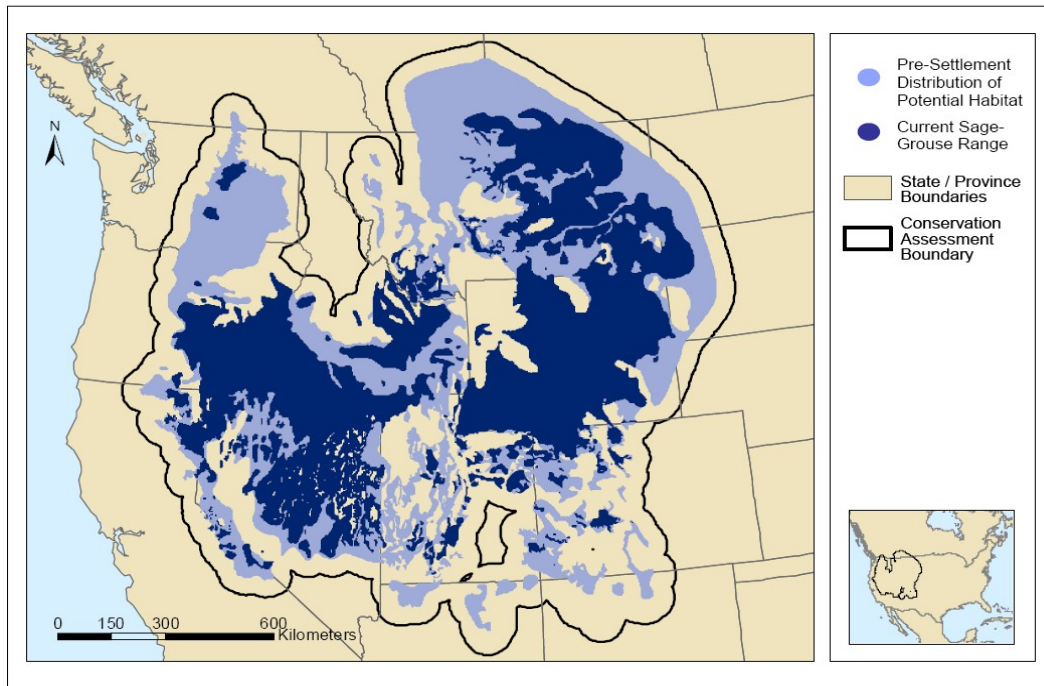 Pre-Settlement
Distribution of
Potential Habitat
Current Sage-
Grouse Range
State / Province
Boundaries
Conservation
Assessment
Boundary
N
0 150 300 600
Kilometers